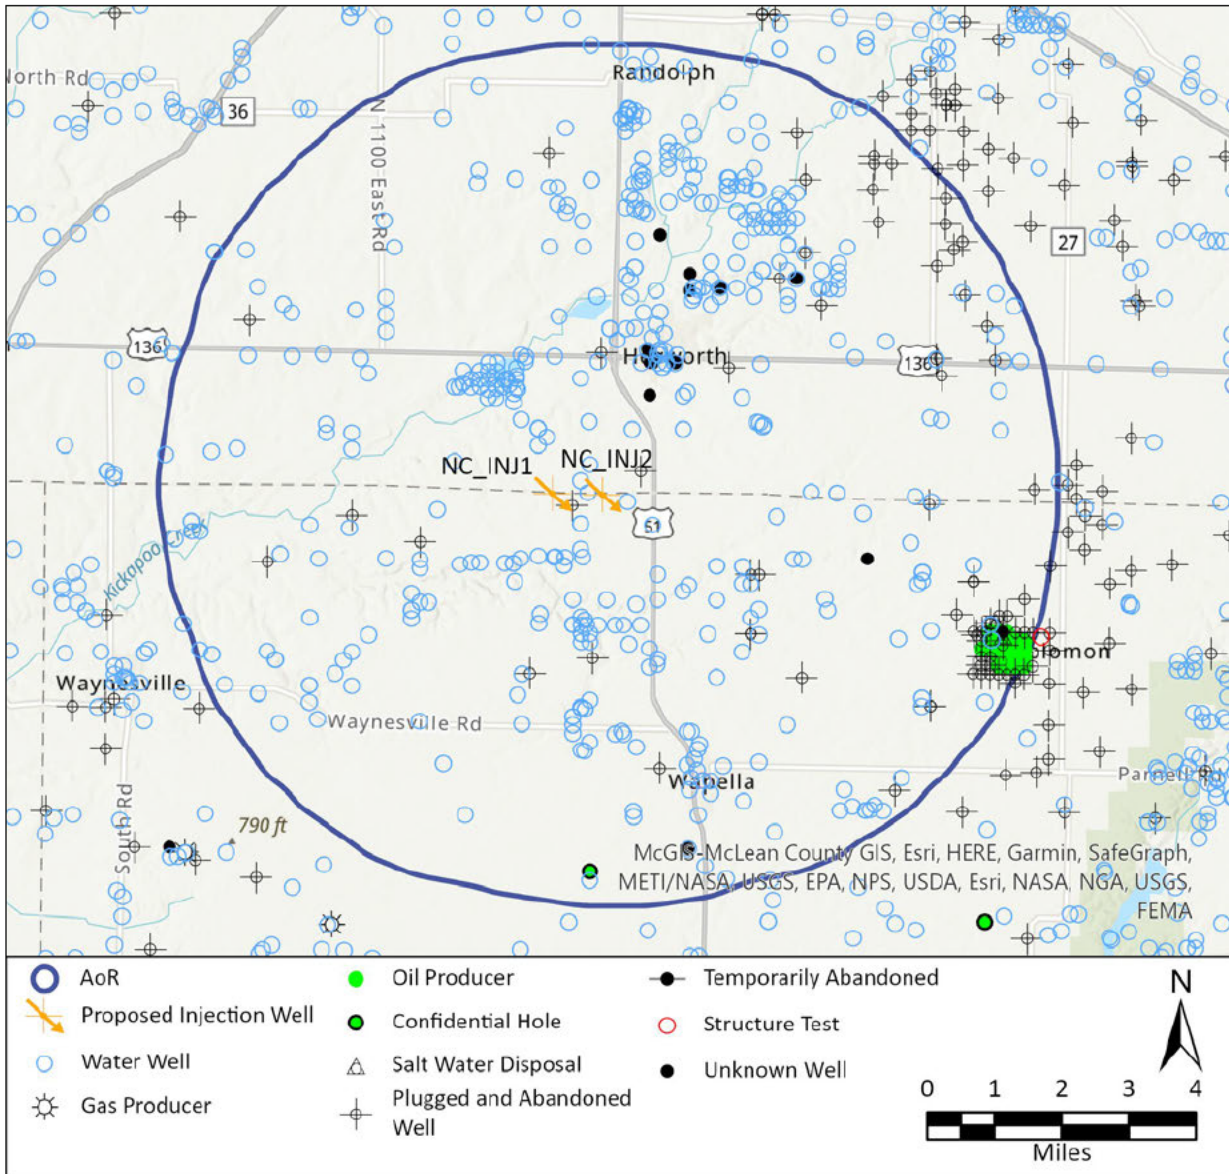 Randolph
North Rd
36
N 1100 East Rd
27
136
136
NC_INJ1
NC_INJ2
51
Kickapoo
Waynesville
Waynesville Rd
Wapella
Parnell
South Rd
790 ft
McGIS-McLean County GIS, Esri, HERE, Garmin, SafeGraph,
METI/NASA, USGS, EPA, NPS, USDA, Esri, NASA, NGA, USGS,
FEMA
AoR
Proposed Injection Well
Water Well
Gas Producer
Oil Producer
Confidential Hole
Salt Water Disposal
Plugged and Abandoned
Well
Temporarily Abandoned
Structure Test
Unknown Well
N
0 1 2 3 4
Miles